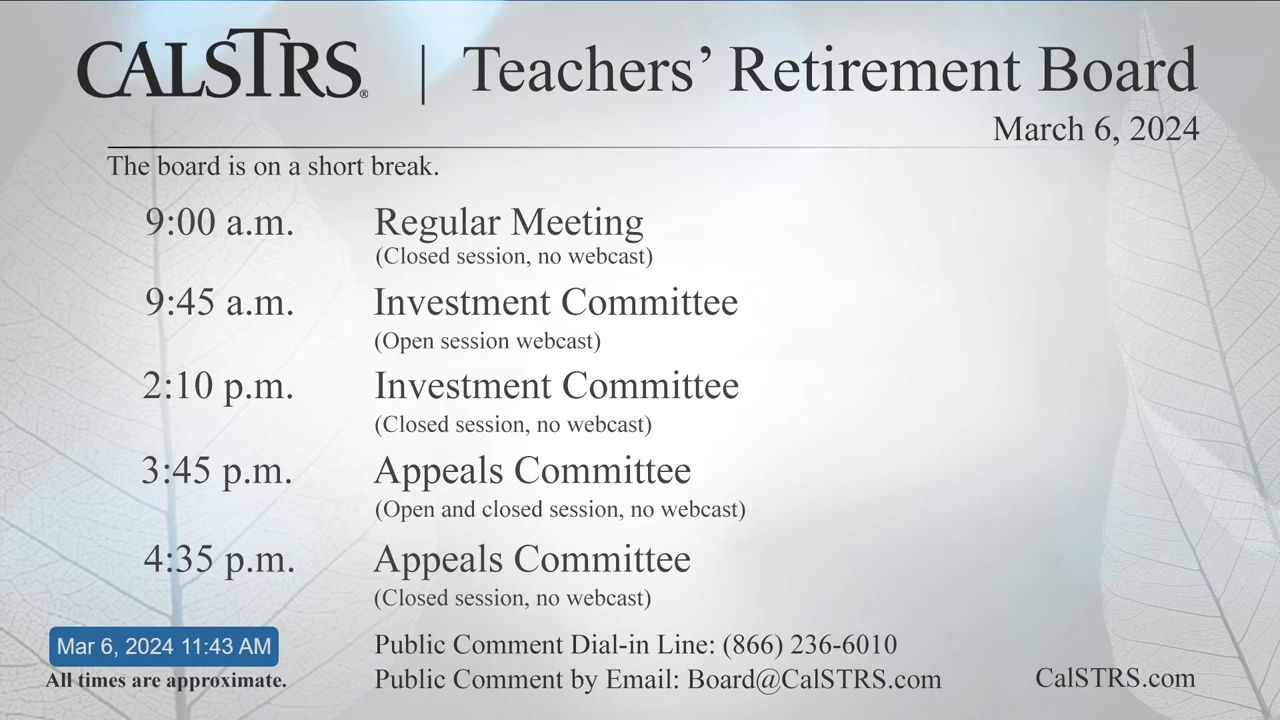 CALSTRS® | Teachers’ Retirement Board
March 6, 2024
The board is on a short break.
9:00 a.m. Regular Meeting
(Closed session, no webcast)
9:45 a.m. Investment Committee
(Open session webcast)
2:10 p.m. Investment Committee
(Closed session, no webcast)
3:45 p.m. Appeals Committee
(Open and closed session, no webcast)
4:35 p.m. Appeals Committee
(Closed session, no webcast)
Mar 6, 2024 11:43 AM Public Comment Dial-in Line: (866) 236-6010
All times are approximate. Public Comment by Email: Board@CalSTRS.com CalSTRS.com